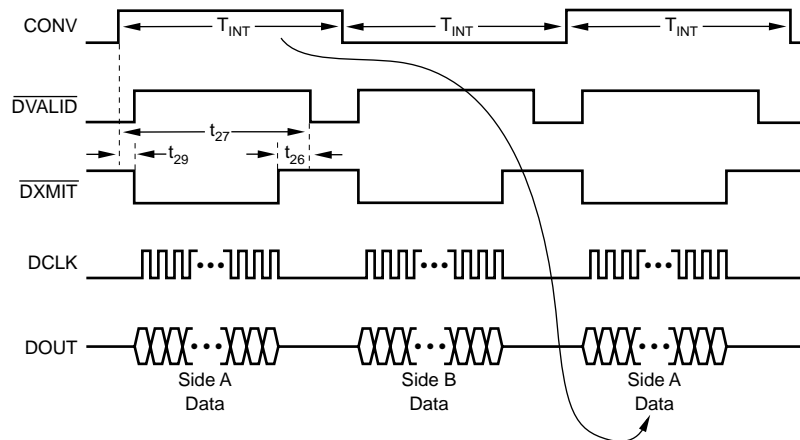 CONV
T_INT T_INT T_INT
DVALID
t_27
t_29 t_26
DXMIT
DCLK
DOUT
Side A Data
Side B Data
Side A Data